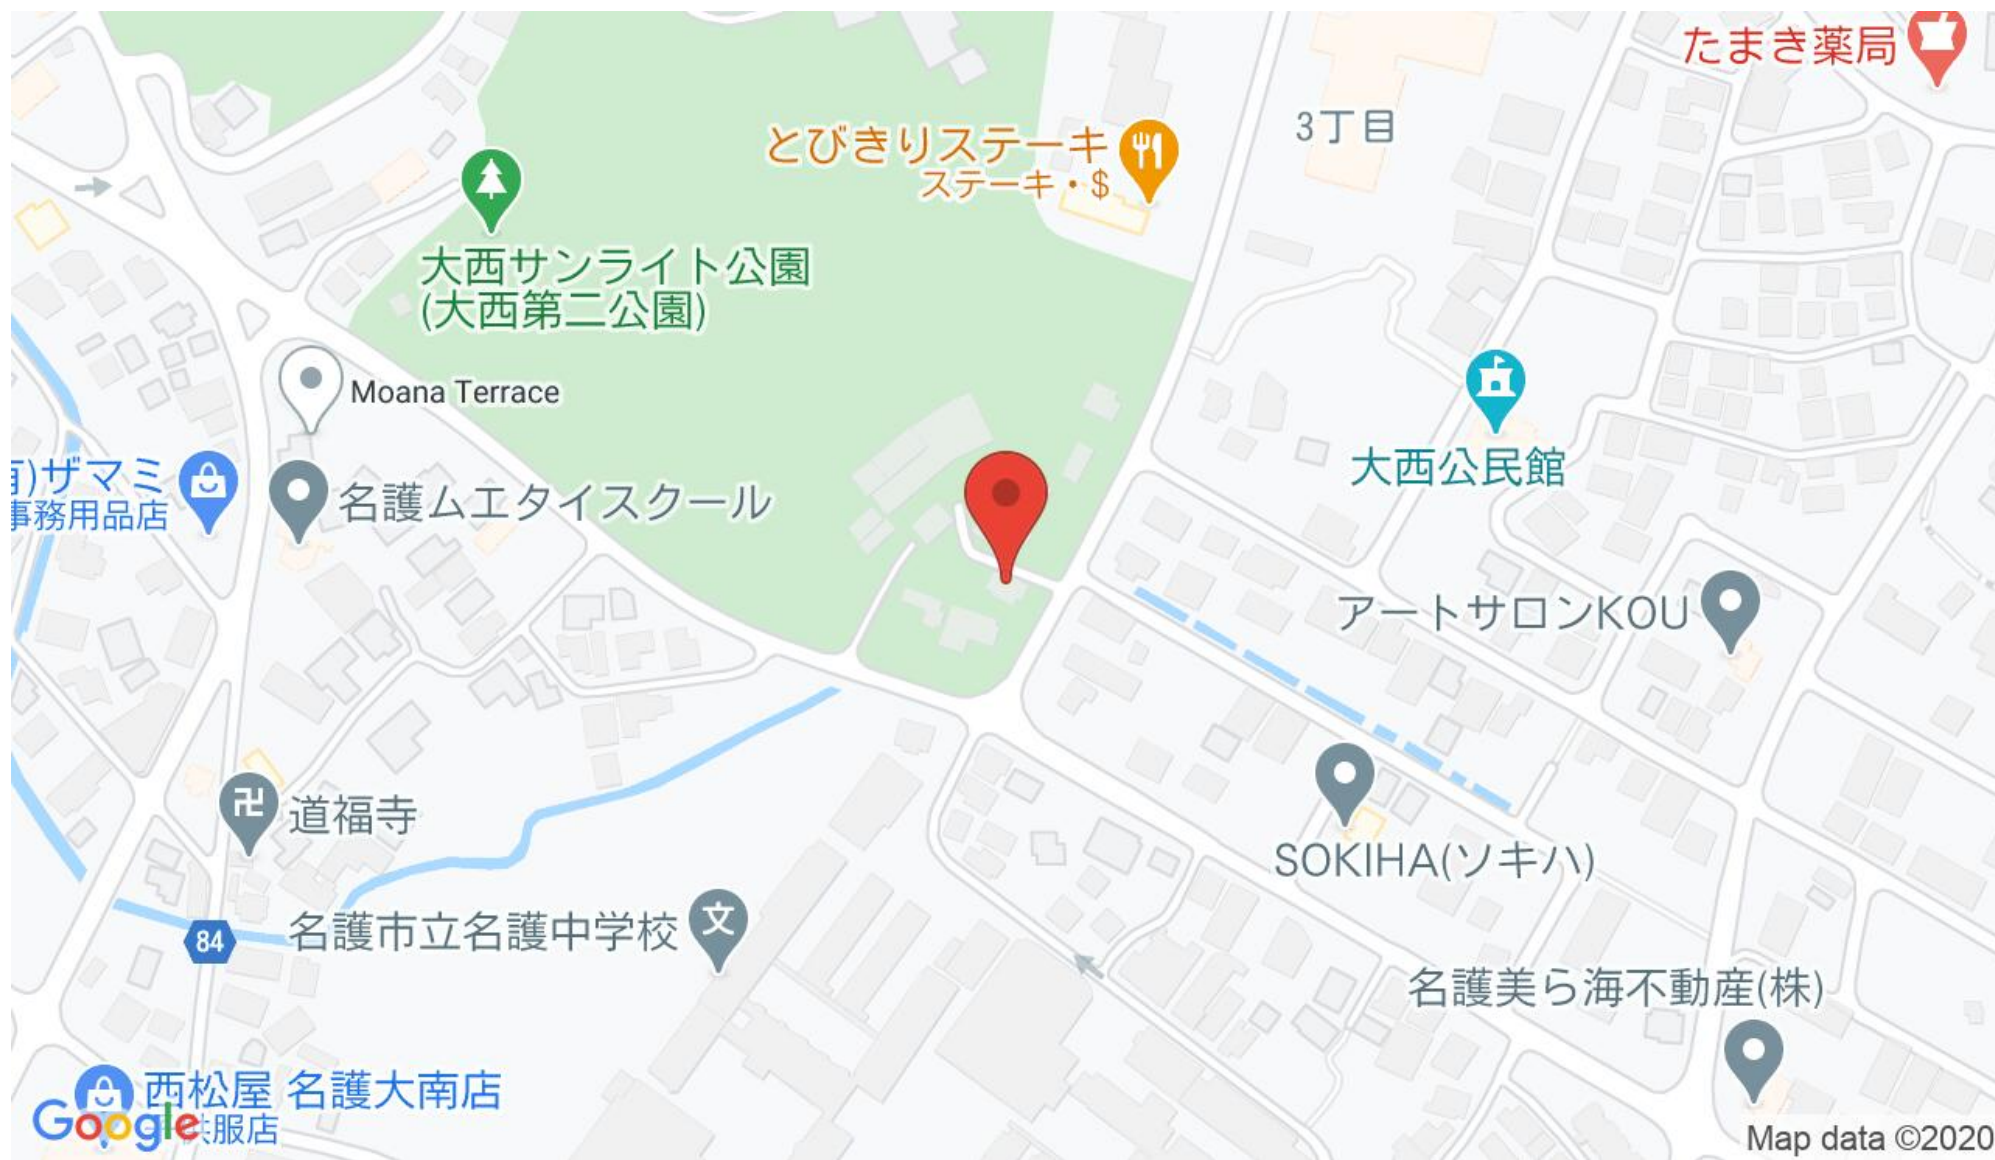 たまき薬局
3丁目
とびきりステーキ
ステーキ・$
大西サンライト公園
(大西第二公園)
Moana Terrace
大西公民館
)ザマミ
事務用品店
名護ムエタイスクール
アートサロンKOU
道福寺
卍
SOKIHA(ソキハ)
名護市立名護中学校
文
84
名護美ら海不動産(株)
西松屋 名護大南店
供服店
Google
Map data ©2020